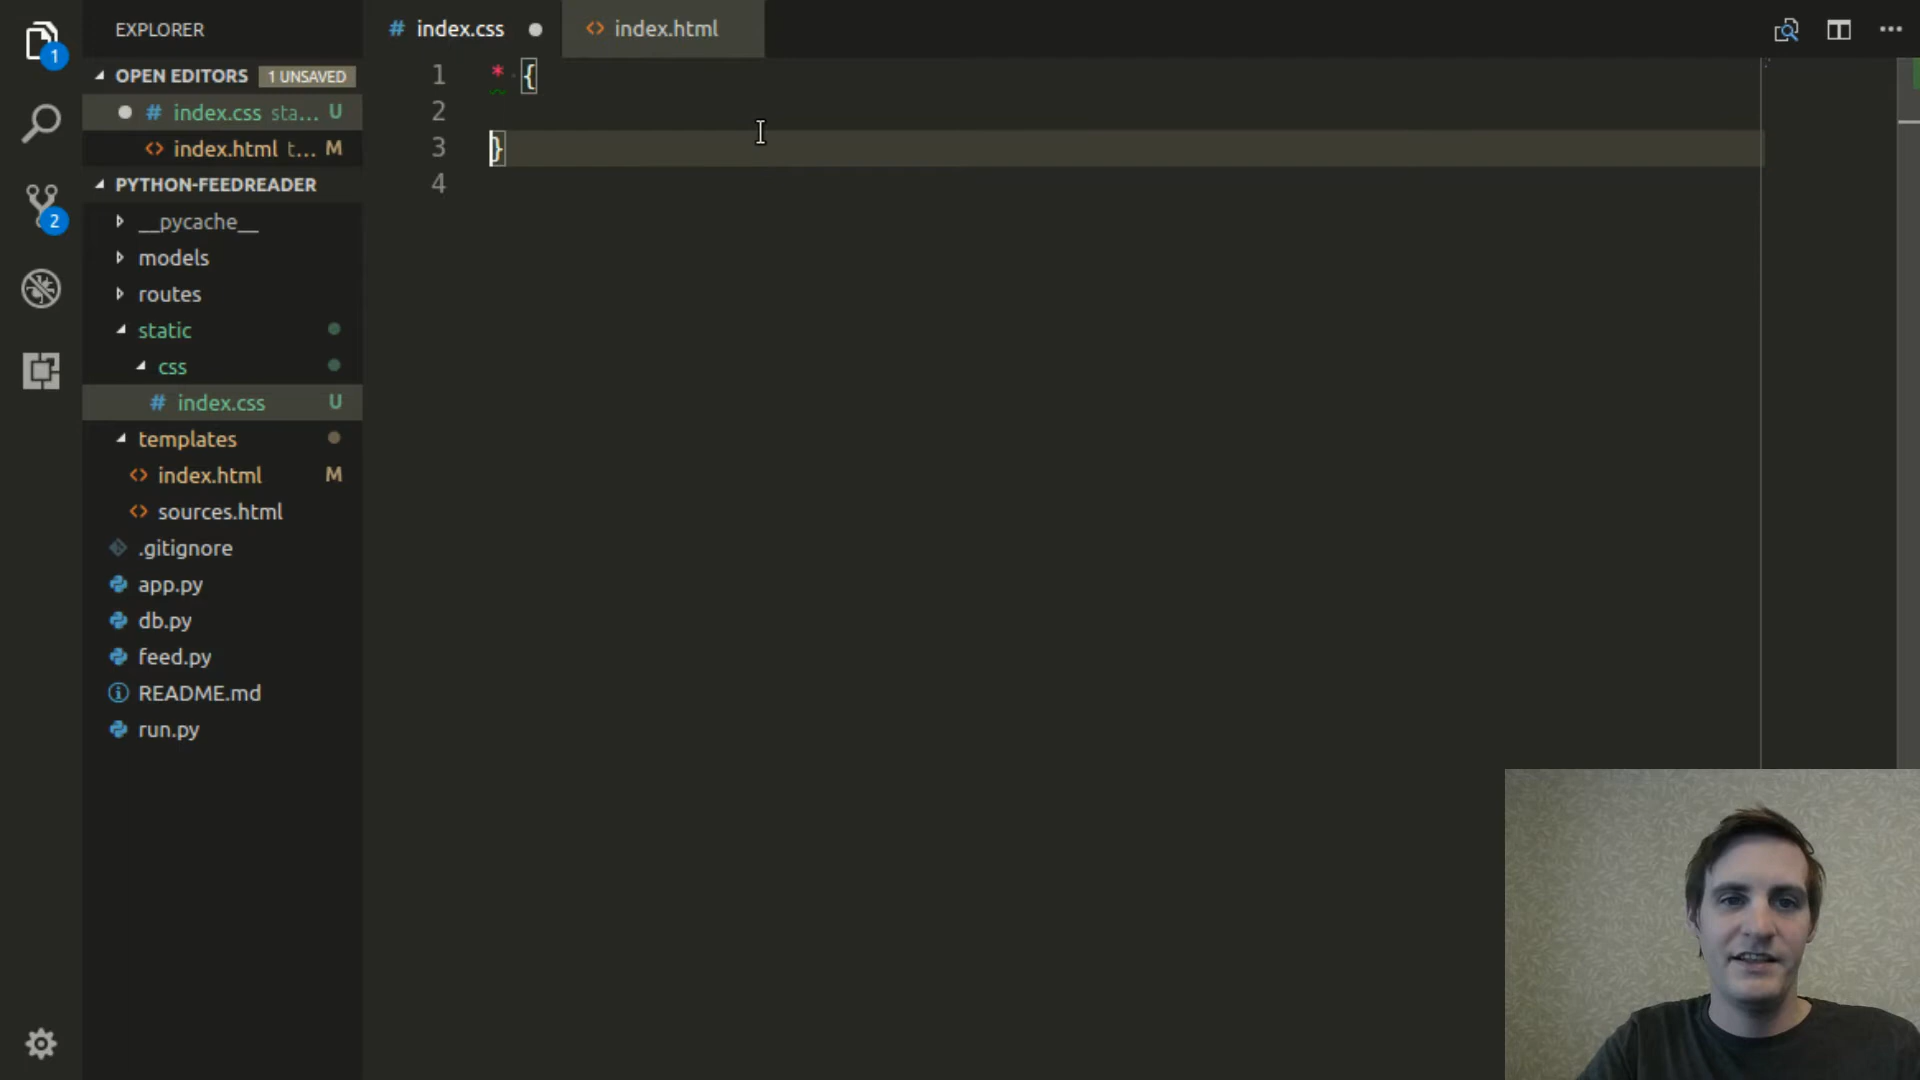 EXPLORER
# index.css
<> index.html
1
OPEN EDITORS 1 UNSAVED
# index.css sta... U
<> index.html t... M
PYTHON-FEEDREADER
2
__pycache__
models
routes
static
css
# index.css U
templates
<> index.html M
<> sources.html
.gitignore
app.py
db.py
feed.py
README.md
run.py
1 * {
2
3 }
4